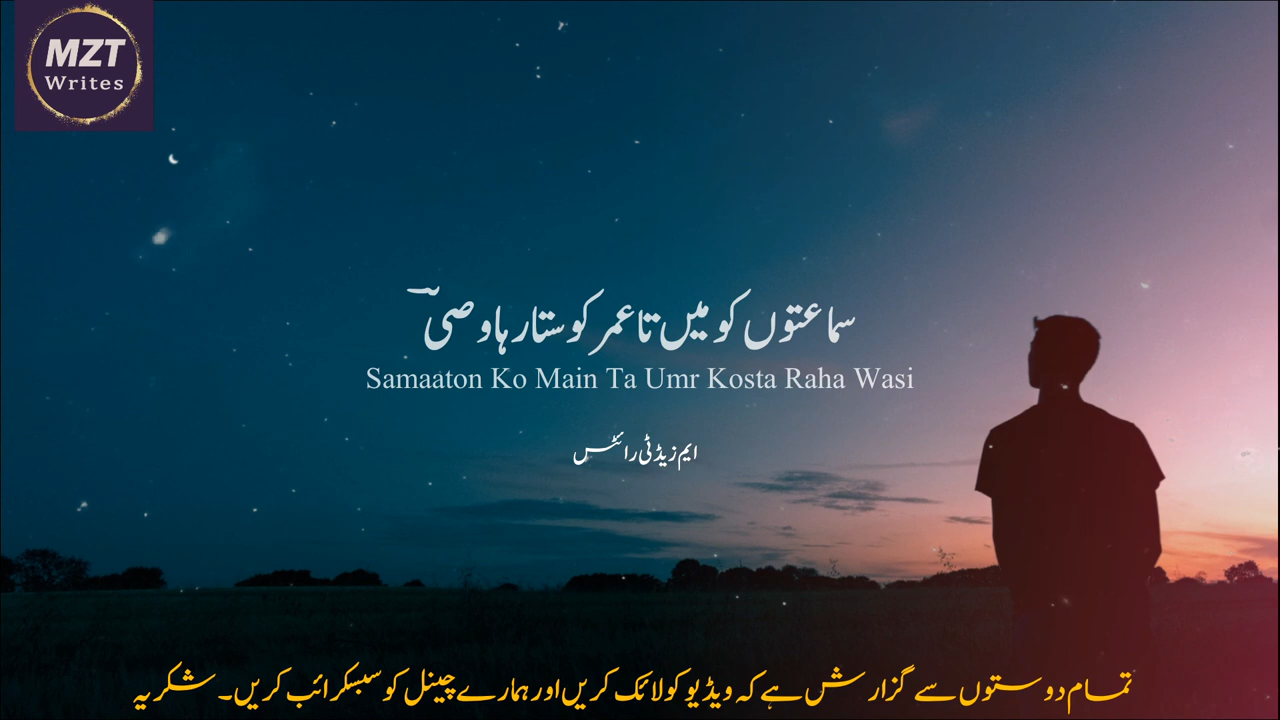 MZT
Writes
سماعتوں کو میں تا عمر کوستا رہا وصیؔ
Samaaton Ko Main Ta Umr Kosta Raha Wasi
ایم زیڈ ٹی رائٹس
تمام دوستوں سے گزارش ہے کہ ویڈیو کو لائک کریں اور ہمارے چینل کو سبسکرائب کریں۔ شکریہ